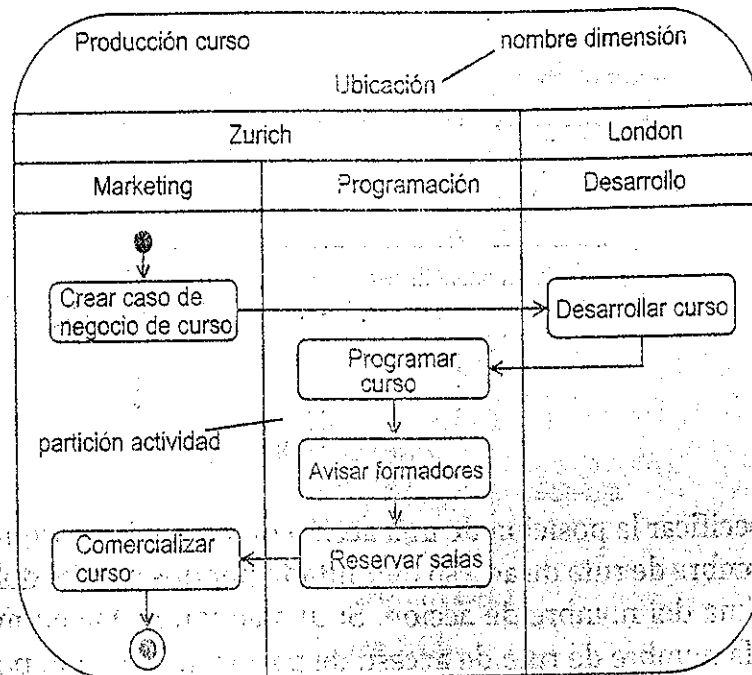 Producción curso
nombre dimensión
Ubicación
Zurich
London
Marketing
Programación
Desarrollo
Crear caso de
negocio de curso
Desarrollar curso
Programar
curso
partición actividad
Avisar formadores
Comercializar
curso
Reservar salas